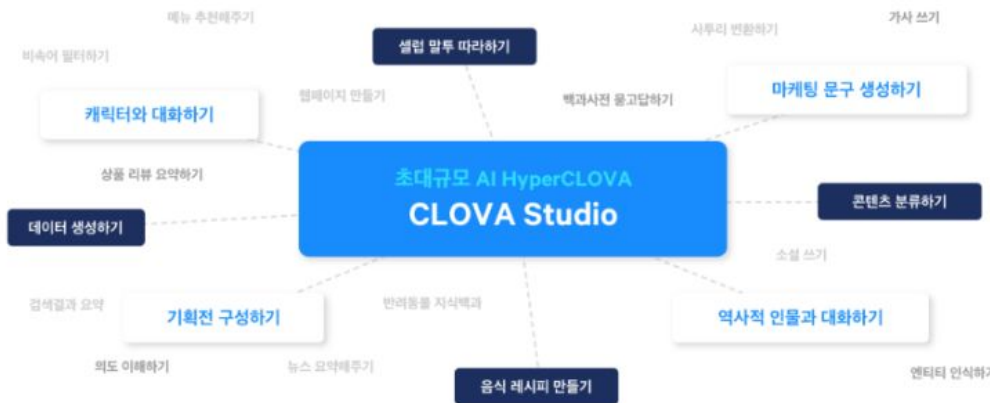 메뉴 추천해주기
가사 쓰기
사투리 변환하기
셀럽 말투 따라하기
비속어 필터하기
웹페이지 만들기
마케팅 문구 생성하기
백과사전 묻고답하기
캐릭터와 대화하기
상품 리뷰 요약하기
초대규모 AI HyperCLOVA
CLOVA Studio
콘텐츠 분류하기
데이터 생성하기
소설 쓰기
검색결과 요약
반려동물 지식백과
기획전 구성하기
역사적 인물과 대화하기
의도 이해하기
뉴스 요약해주기
엔티티 인식하기
음식 레시피 만들기